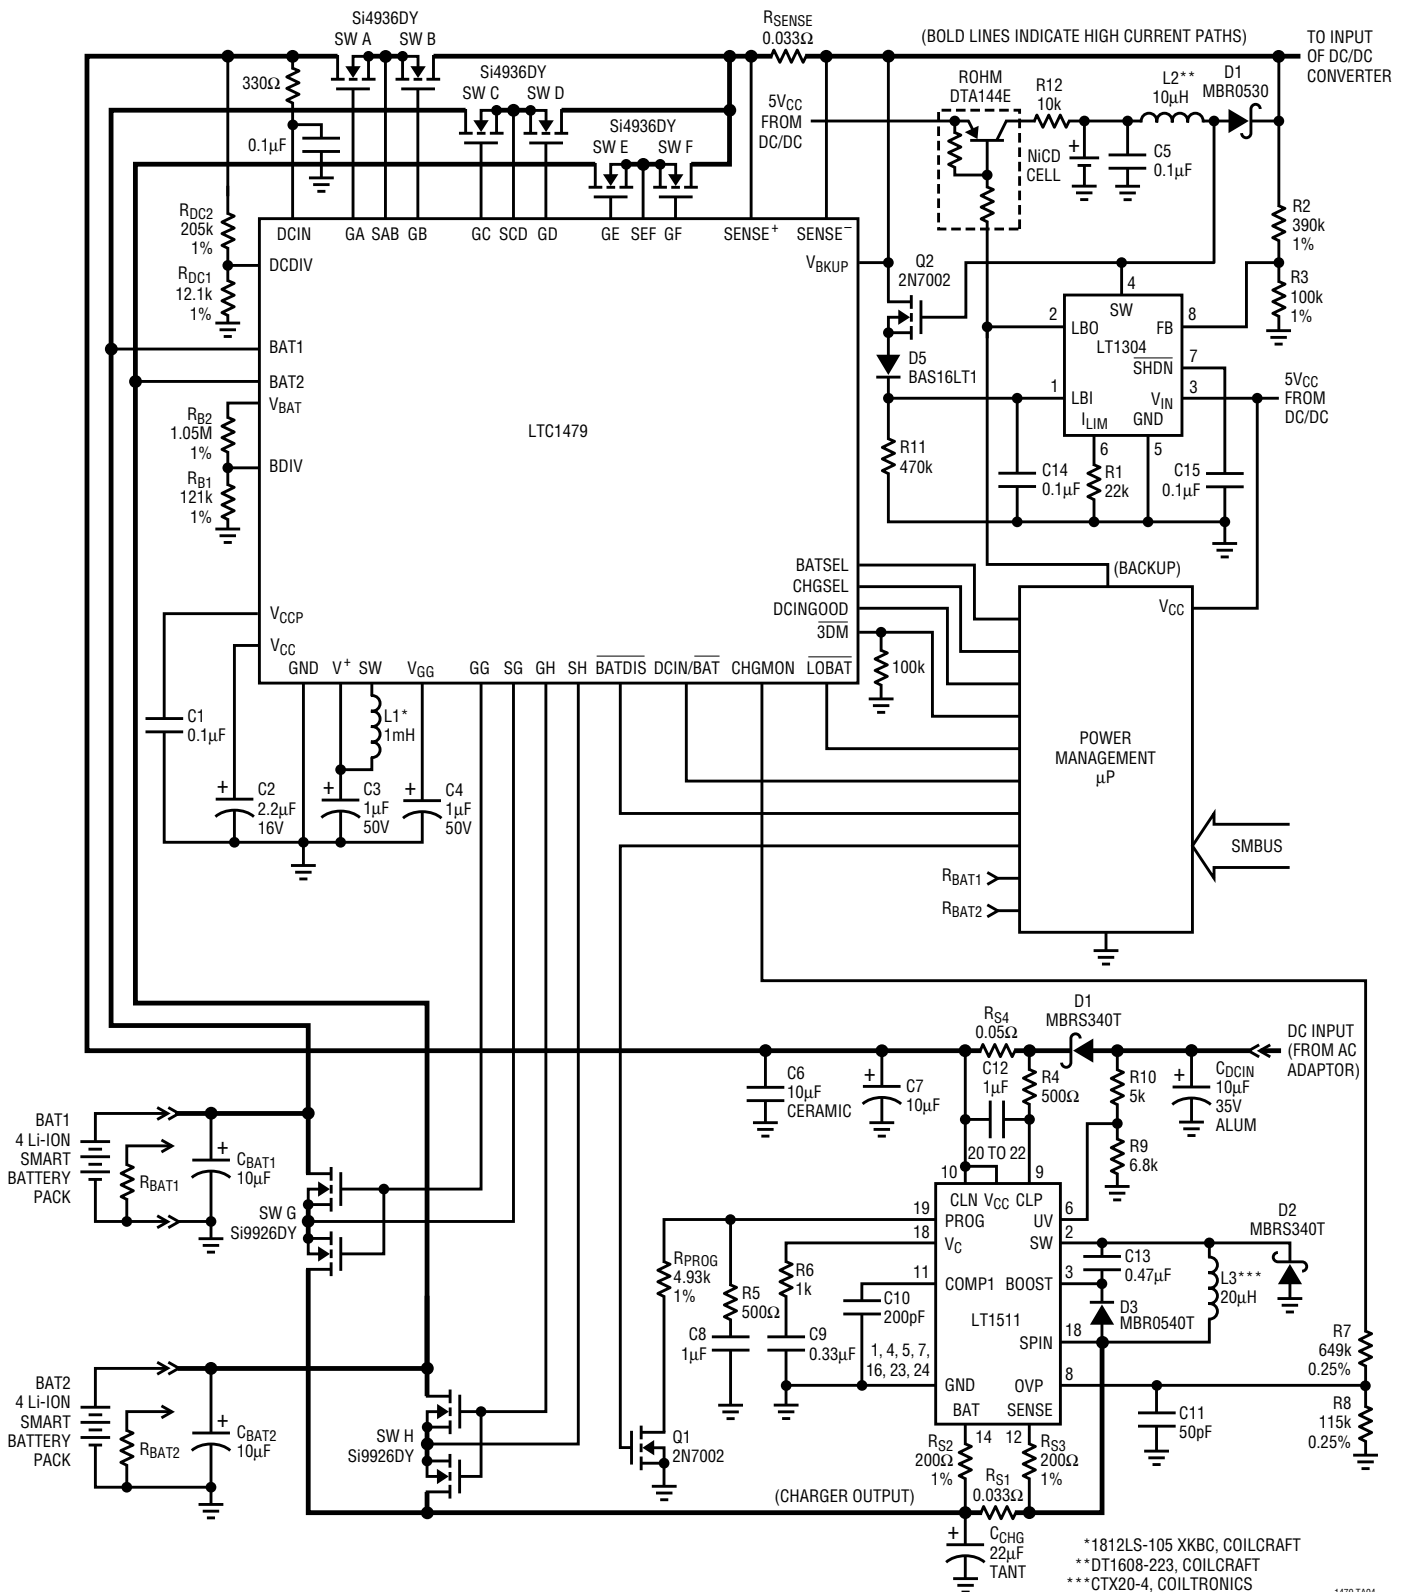 Si4936DY
SW A SW B
RSENSE
0.033Ω
(BOLD LINES INDICATE HIGH CURRENT PATHS)
TO INPUT
OF DC/DC
CONVERTER
330Ω
0.1µF
Si4936DY
SW C SW D
Si4936DY
SW E SW F
5VCC
FROM
DC/DC
ROHM
DTA144E
R12
10k
L2**
10µH
D1
MBR0530
NiCD
CELL
C5
0.1µF
RDC2
205k
1%
RDC1
12.1k
1%
R2
390k
1%
R3
100k
1%
DCIN GA SAB GB GC SCD GD GE SEF GF SENSE+ SENSE−
DCDIV
BAT1
BAT2
VBAT
BDIV
RB2
1.05M
1%
RB1
121k
1%
LTC1479
VBKUP
Q2
2N7002
D5
BAS16LT1
R11
470k
4
SW
2 LBO FB 8
LT1304
SHDN 7
1 LBI VIN 3
ILIM GND
6 5
5VCC
FROM
DC/DC
C14
0.1µF
R1
22k
C15
0.1µF
BATSEL
CHGSEL
DCINGOOD
3DM
100k
(BACKUP)
VCC
POWER
MANAGEMENT
µP
SMBUS
RBAT1
RBAT2
VCCP
VCC
GND V+ SW VGG GG SG GH SH BATDIS DCIN/BAT CHGMON LOBAT
C1
0.1µF
L1*
1mH
C2
2.2µF
16V
C3
1µF
50V
C4
1µF
50V
D1
MBRS340T
RS4
0.05Ω
DC INPUT
(FROM AC
ADAPTOR)
C6
10µF
CERAMIC
C7
10µF
C12
1µF
R4
500Ω
R10
5k
CDCIN
10µF
35V
ALUM
R9
6.8k
BAT1
4 Li-ION
SMART
BATTERY
PACK
RBAT1
CBAT1
10µF
SW G
Si9926DY
10 20 TO 22 9
CLN VCC CLP
19 PROG UV 6
18 VC SW 2
11 COMP1 BOOST 3
LT1511
SPIN 18
1, 4, 5, 7,
16, 23, 24
GND OVP 8
BAT SENSE
14 12
D2
MBRS340T
C13
0.47µF
L3***
20µH
D3
MBR0540T
RPROG
4.93k
1%
R5
500Ω
R6
1k
C10
200pF
C8
1µF
C9
0.33µF
R7
649k
0.25%
R8
115k
0.25%
C11
50pF
BAT2
4 Li-ION
SMART
BATTERY
PACK
RBAT2
CBAT2
10µF
SW H
Si9926DY
Q1
2N7002
RS2
200Ω
1%
RS3
200Ω
1%
RS1
0.033Ω
(CHARGER OUTPUT)
CCHG
22µF
TANT
*1812LS-105 XKBC, COILCRAFT
**DT1608-223, COILCRAFT
***CTX20-4, COILTRONICS